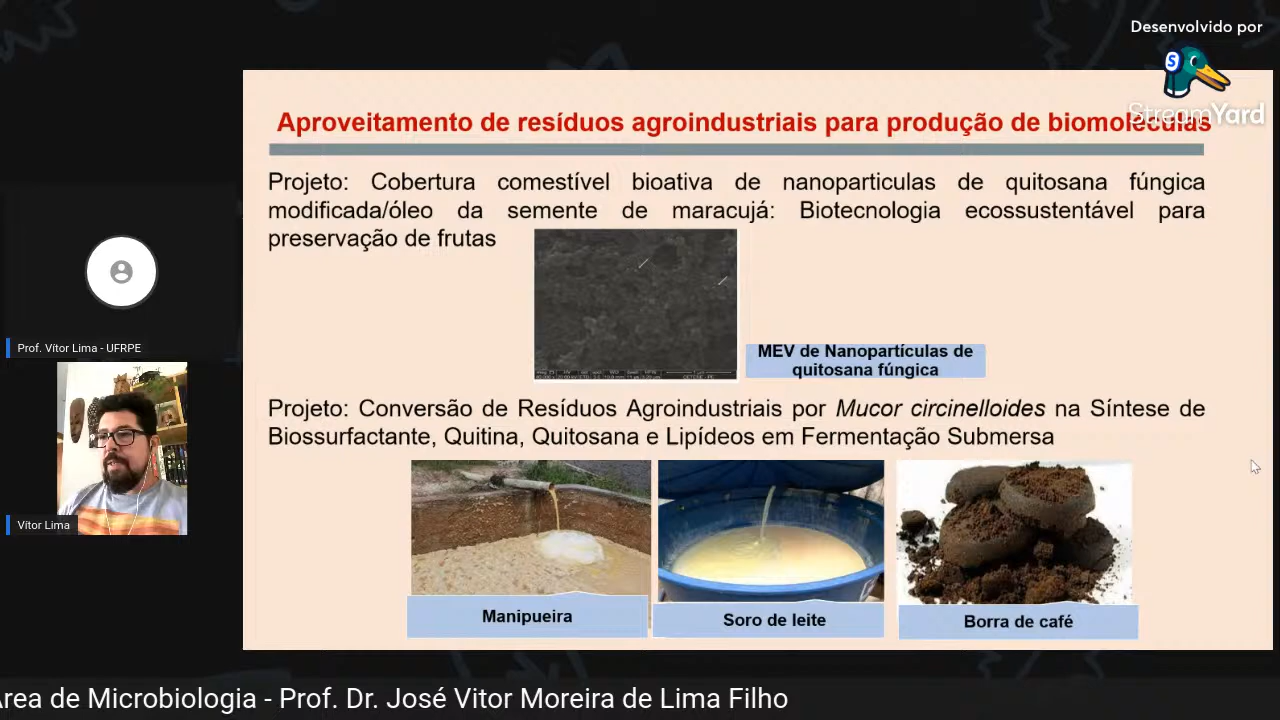 Desenvolvido por
StreamYard
Aproveitamento de resíduos agroindustriais para produção de biomoléculas
Projeto: Cobertura comestível bioativa de nanoparticulas de quitosana fúngica
modificada/óleo da semente de maracujá: Biotecnologia ecossustentável para
preservação de frutas
MEV de Nanopartículas de
quitosana fúngica
Projeto: Conversão de Resíduos Agroindustriais por Mucor circinelloides na Síntese de
Biossurfactante, Quitina, Quitosana e Lipídeos em Fermentação Submersa
Manipueira
Soro de leite
Borra de café
Prof. Vítor Lima - UFRPE
Vítor Lima
Área de Microbiologia - Prof. Dr. José Vitor Moreira de Lima Filho